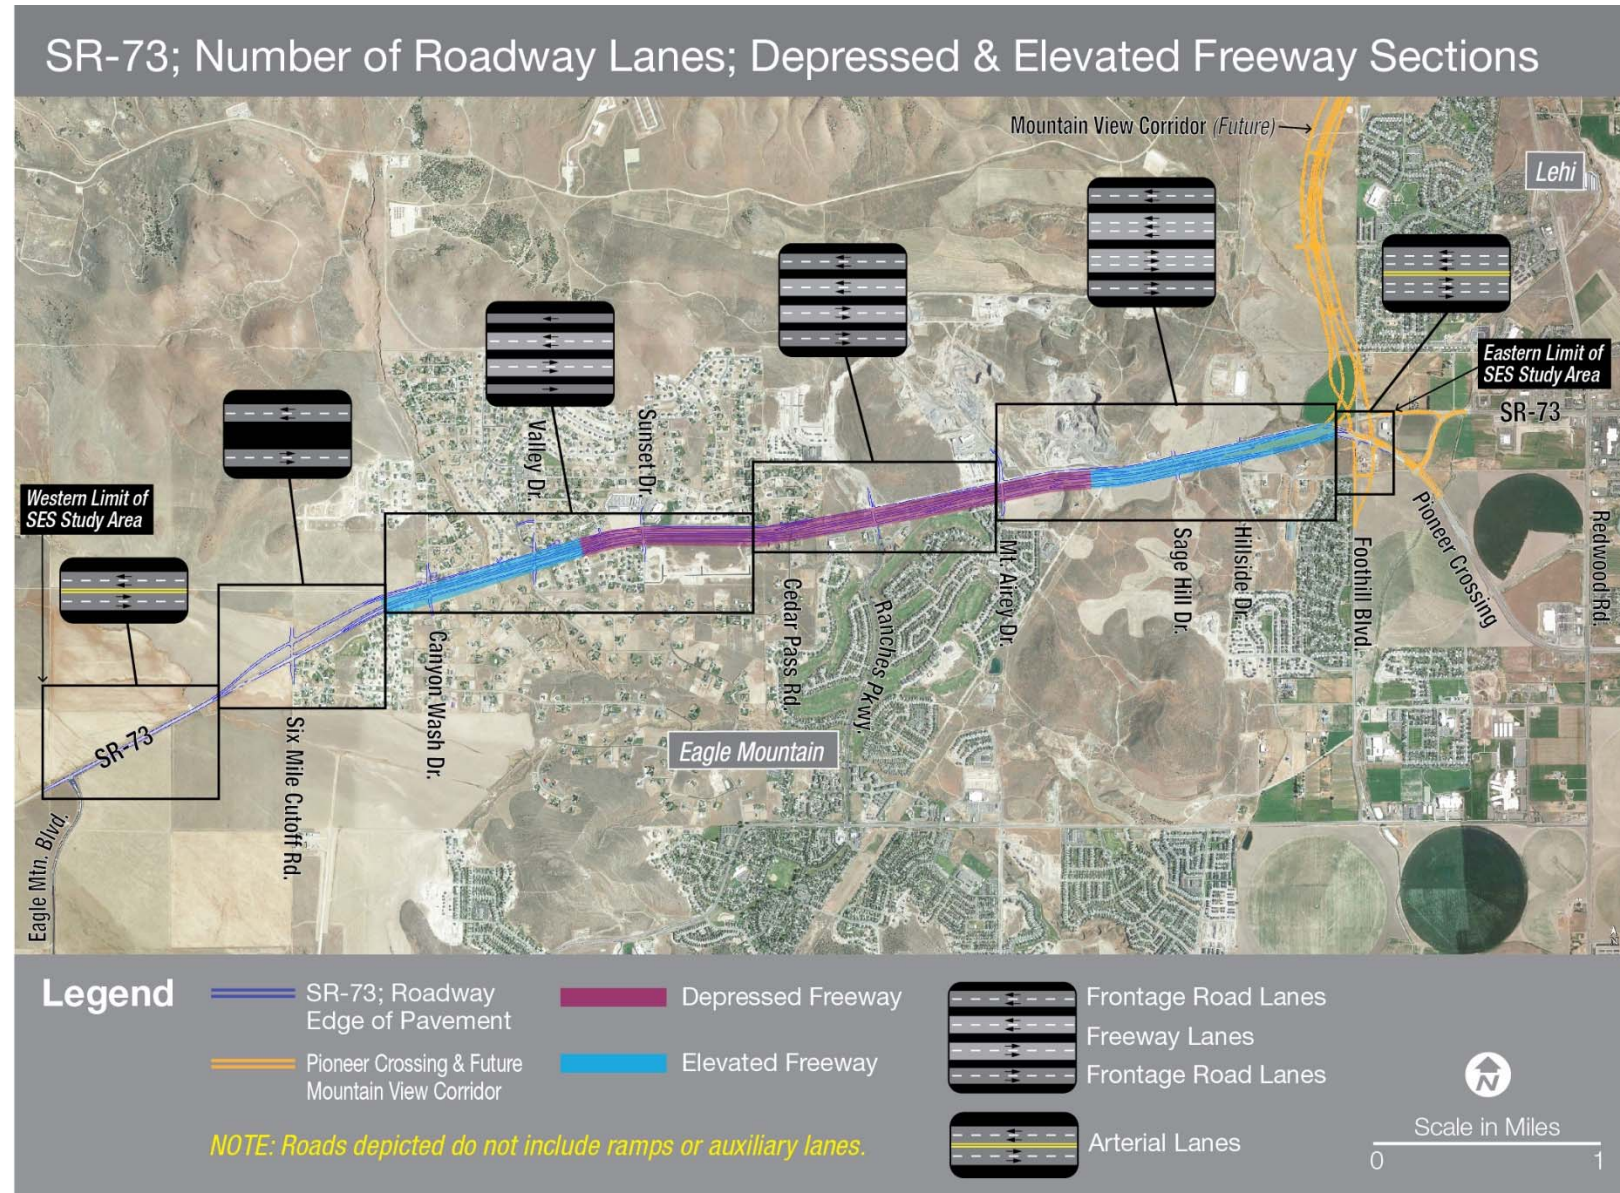 SR-73; Number of Roadway Lanes; Depressed & Elevated Freeway Sections
Mountain View Corridor (Future)
Lehi
Eastern Limit of
SES Study Area
SR-73
Valley Dr.
Sunset Dr.
Western Limit of
SES Study Area
SR-73
Eagle Mtn. Blvd.
Six Mile Cutoff Rd.
Canyon Wash Dr.
Cedar Pass Rd.
Ranches Pkwy.
Mt. Airey Dr.
Sage Hill Dr.
Hillside Dr.
Foothill Blvd.
Pioneer Crossing
Redwood Rd.
Eagle Mountain
Legend
SR-73; Roadway
Edge of Pavement
Pioneer Crossing & Future
Mountain View Corridor
Depressed Freeway
Elevated Freeway
Frontage Road Lanes
Freeway Lanes
Frontage Road Lanes
Arterial Lanes
NOTE: Roads depicted do not include ramps or auxiliary lanes.
N
Scale in Miles
0 1